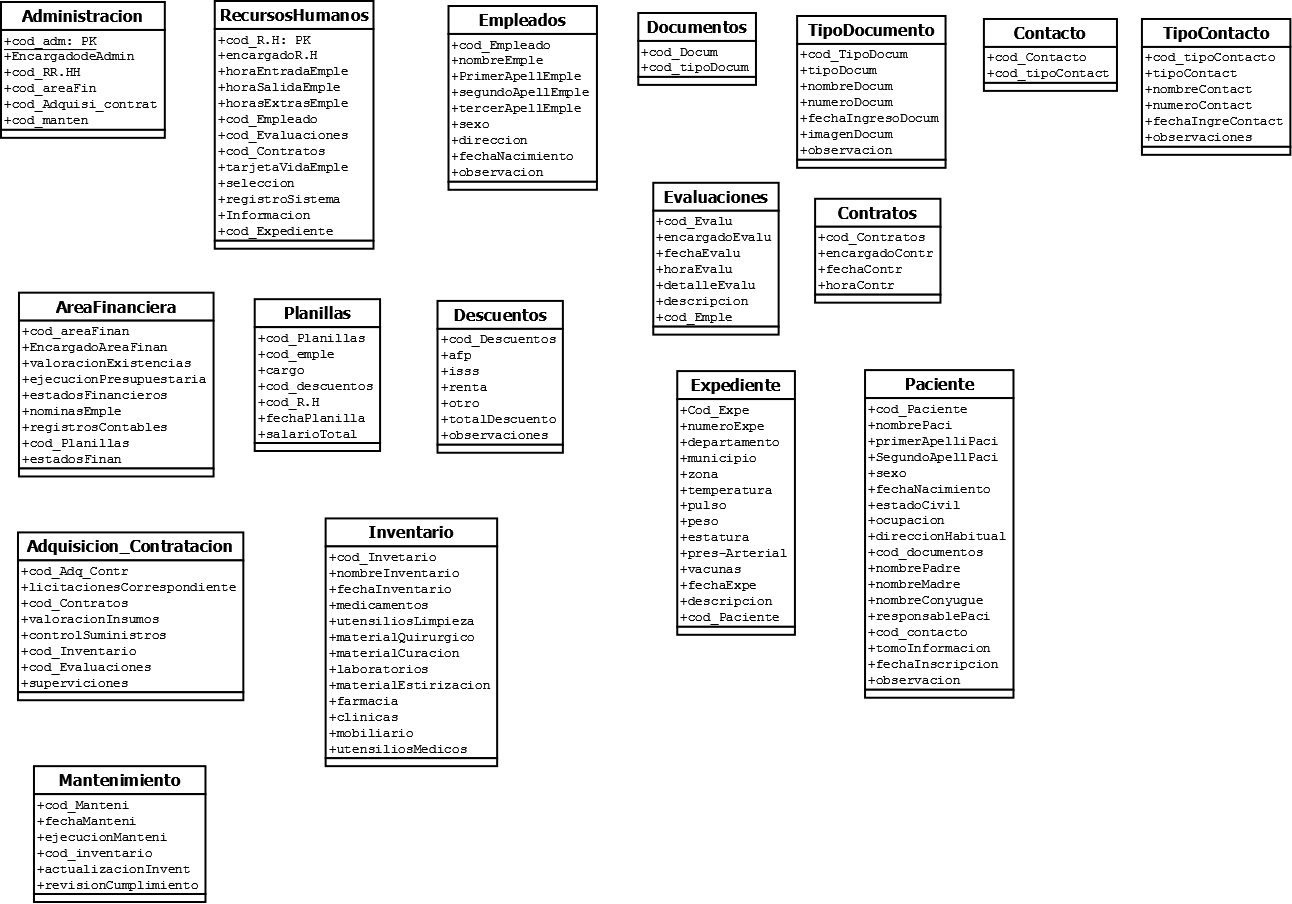 Administracion
+cod_adm: PK
+EncargadodeAdmin
+cod_RR.HH
+cod_areaFin
+cod_Adquisi_contrat
+cod_manten
RecursosHumanos
+cod_R.H: PK
+encargadoR.H
+horaEntradaEmple
+horaSalidaEmple
+horasExtrasEmple
+cod_Empleado
+cod_Evaluaciones
+cod_Contratos
+tarjetaVidaEmple
+seleccion
+registroSistema
+Informacion
+cod_Expediente
Empleados
+cod_Empleado
+nombreEmple
+PrimerApellEmple
+segundoApellEmple
+tercerApellEmple
+sexo
+direccion
+fechaNacimiento
+observacion
Documentos
+cod_Docum
+cod_tipoDocum
TipoDocumento
+cod_TipoDocum
+tipoDocum
+nombreDocum
+numeroDocum
+fechaIngresoDocum
+imagenDocum
+observacion
Contacto
+cod_Contacto
+cod_tipoContact
TipoContacto
+cod_tipoContacto
+tipoContact
+nombreContact
+numeroContact
+fechaIngreContact
+observaciones
Evaluaciones
+cod_Evalu
+encargadoEvalu
+fechaEvalu
+horaEvalu
+detalleEvalu
+descripcion
+cod_Emple
Contratos
+cod_Contratos
+encargadoContr
+fechaContr
+horaContr
AreaFinanciera
+cod_areaFinan
+EncargadoAreaFinan
+valoracionExistencias
+ejecucionPresupuestaria
+estadosFinancieros
+nominasEmple
+registrosContables
+cod_Planillas
+estadosFinan
Planillas
+cod_Planillas
+cod_emple
+cargo
+cod_descuentos
+cod_R.H
+fechaPlanilla
+salarioTotal
Descuentos
+cod_Descuentos
+afp
+isss
+renta
+otro
+totalDescuento
+observaciones
Expediente
+Cod_Expe
+numeroExpe
+departamento
+municipio
+zona
+temperatura
+pulso
+peso
+estatura
+pres-Arterial
+vacunas
+fechaExpe
+descripcion
+cod_Paciente
Paciente
+cod_Paciente
+nombrePaci
+primerApelliPaci
+SegundoApellPaci
+sexo
+fechaNacimiento
+estadoCivil
+ocupacion
+direccionHabitual
+cod_documentos
+nombrePadre
+nombreMadre
+nombreConyugue
+responsablePaci
+cod_contacto
+tomoInformacion
+fechaInscripcion
+observacion
Adquisicion_Contratacion
+cod_Adq_Contr
+licitacionesCorrespondiente
+cod_Contratos
+valoracionInsumos
+controlSuministros
+cod_Inventario
+cod_Evaluaciones
+superviciones
Inventario
+cod_Invetario
+nombreInventario
+fechaInventario
+medicamentos
+utensiliosLimpieza
+materialQuirurgico
+materialCuracion
+laboratorios
+materialEstirizacion
+farmacia
+clinicas
+mobiliario
+utensiliosMedicos
Mantenimiento
+cod_Manteni
+fechaManteni
+ejecucionManteni
+cod_inventario
+actualizacionInvent
+revisionCumplimiento